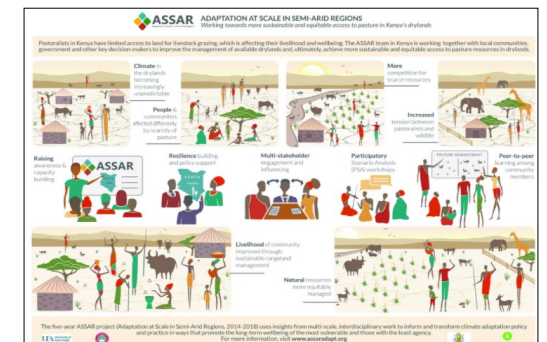 ASSAR
ADAPTATION AT SCALE IN SEMI-ARID REGIONS
Working towards more sustainable and equitable access to pasture in Kenya's drylands
Pastoralists in Kenya have limited access to land for livestock grazing, which is affecting their livelihood and wellbeing. The ASSAR team in Kenya is working together with local communities,
government and other key decision-makers to improve the management of available drylands and, ultimately, achieve more sustainable and equitable access to pasture resources in drylands.
Climate in
the drylands
becoming
increasingly
unpredictable
People &
communities
affected differently
by scarcity of
pasture
More
competition for
scarce resources
Increased
tension between
pastoralists and
wildlife
Raising
awareness &
capacity
building
ASSAR
Resilience building
and policy support
Multi-stakeholder
engagement and
influencing
Participatory
Scenario Analysis
(PSA) workshops
PASTURE MANAGEMENT
Peer-to-peer
learning among
community
members
Livelihood of community
improved through
sustainable rangeland
management
Natural resources
more equitably
managed
The five-year ASSAR project (Adaptation at Scale in Semi-Arid Regions, 2014-2018) uses insights from multi-scale, interdisciplinary work to inform and transform climate adaptation policy
and practice in ways that promote the long-term wellbeing of the most vulnerable and those with the least agency.
For more information, visit www.assaradapt.org